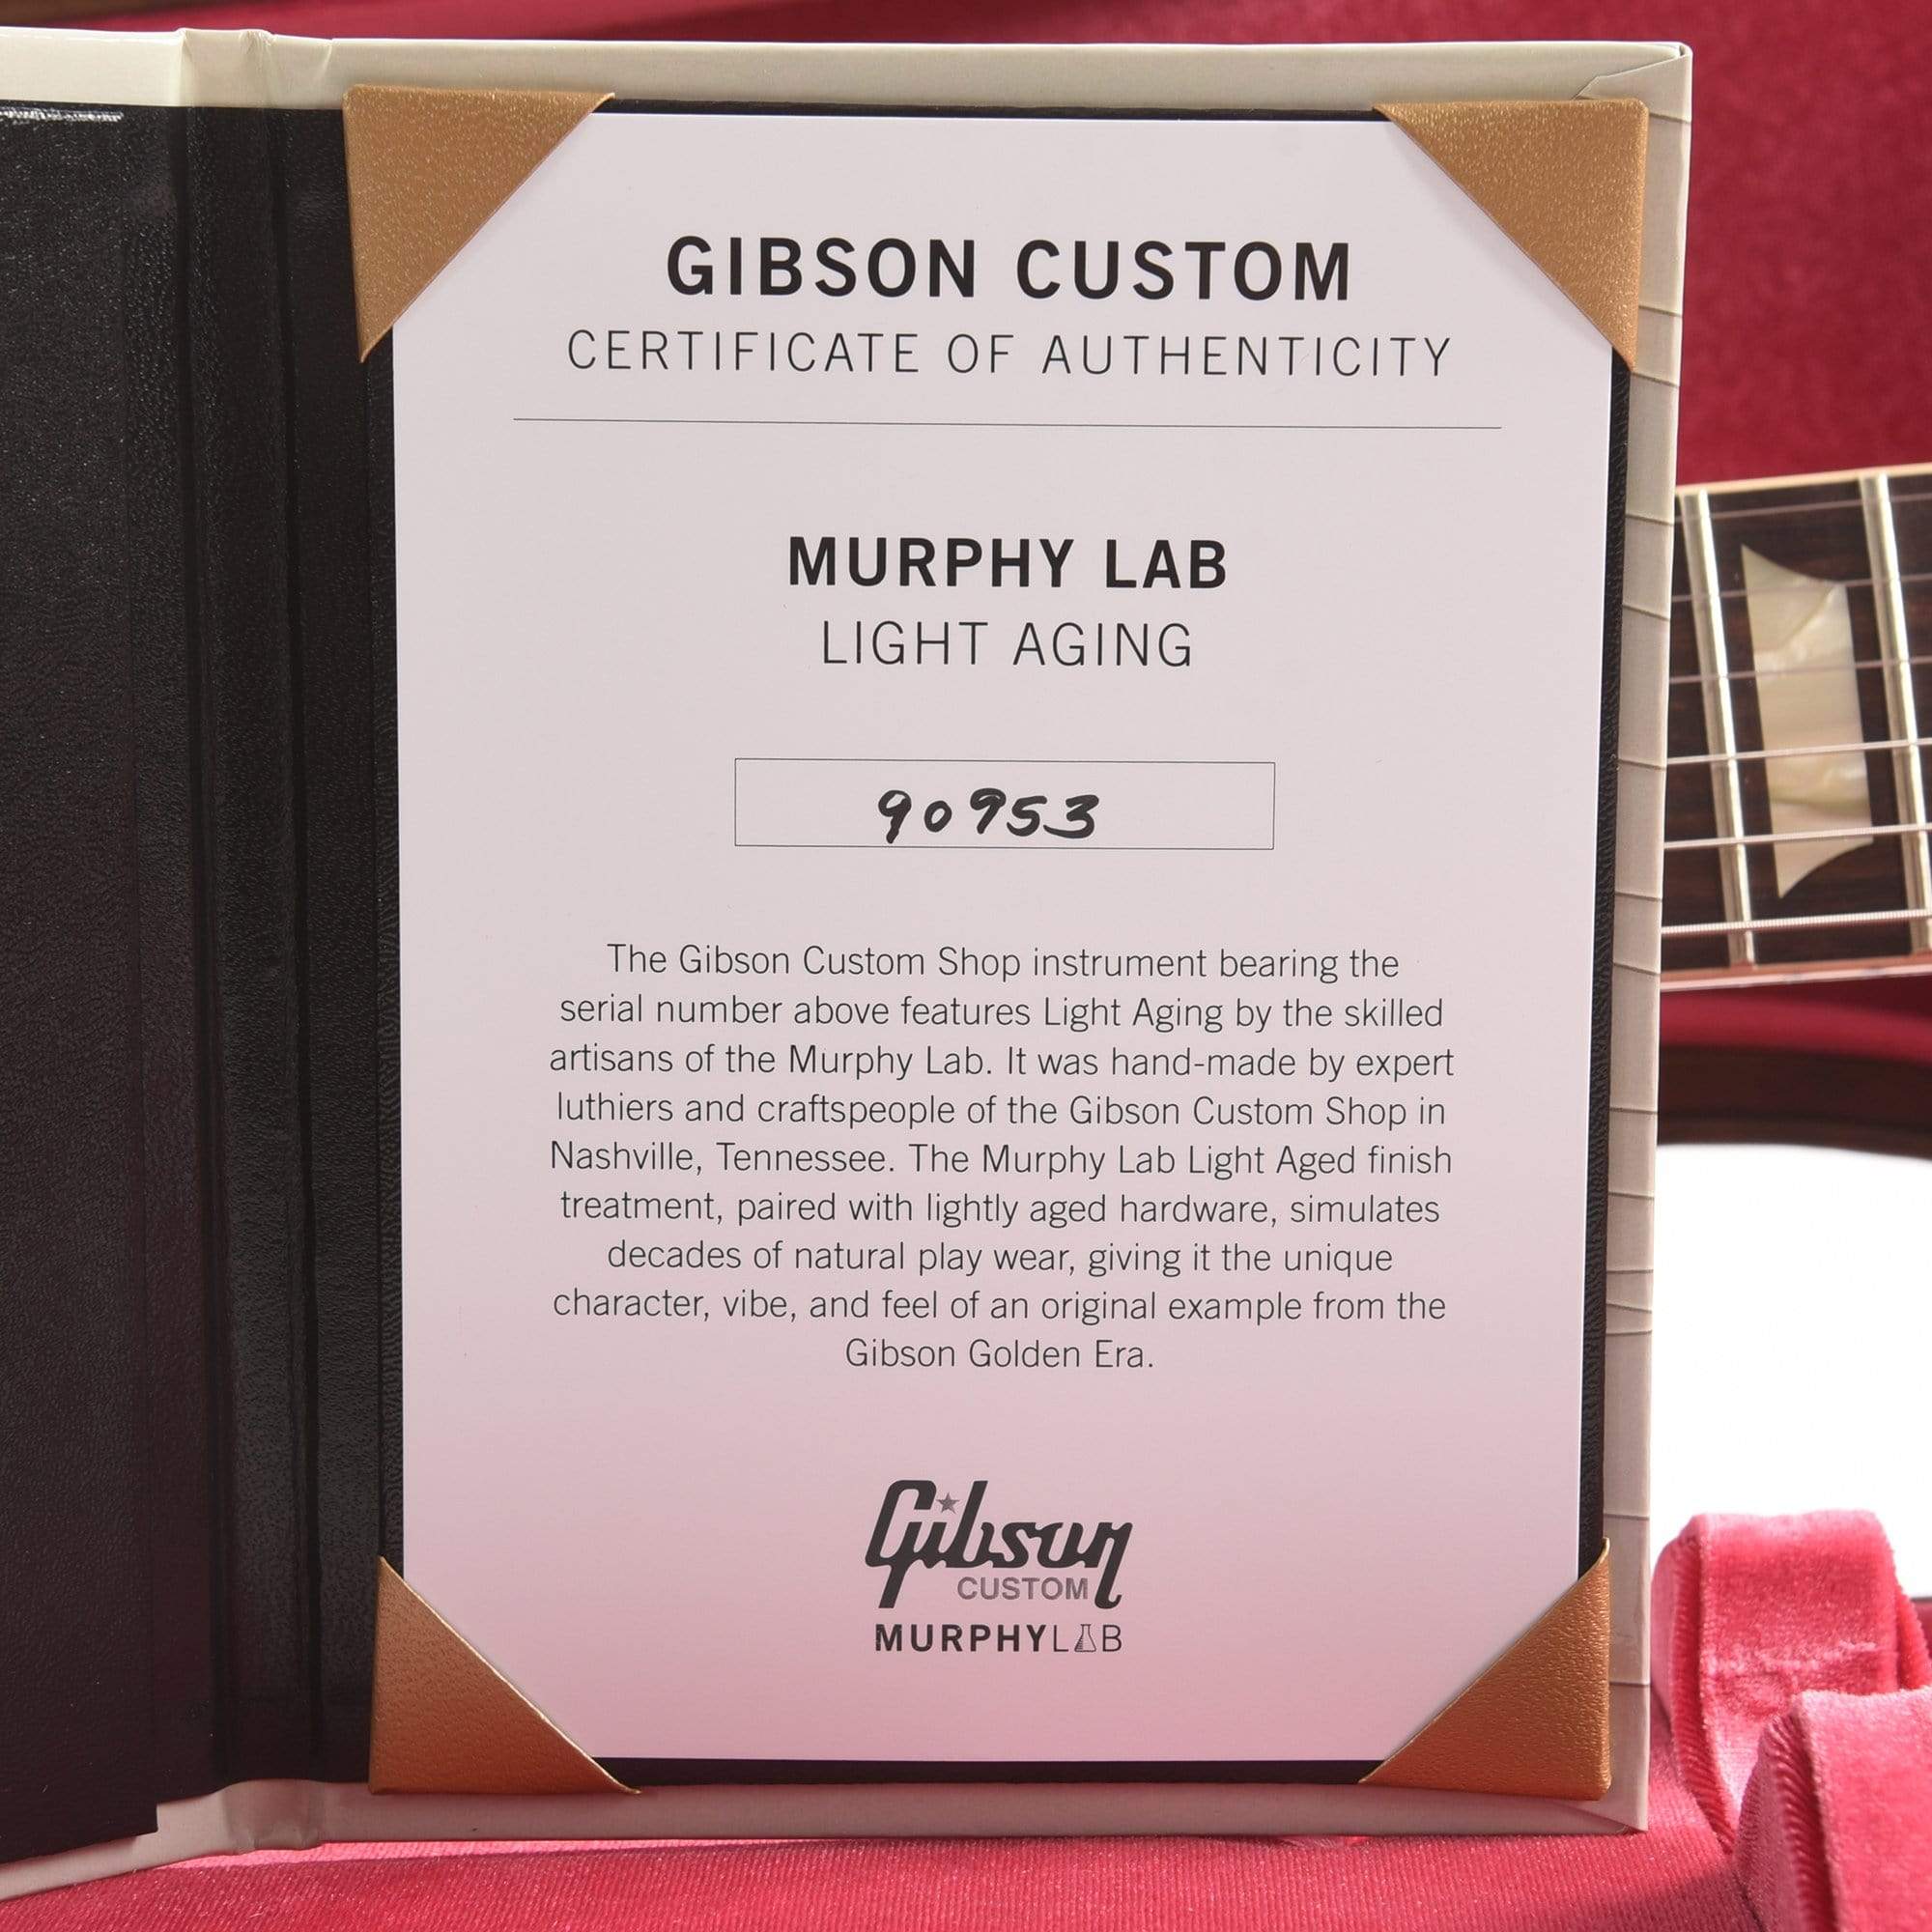 GIBSON CUSTOM
CERTIFICATE OF AUTHENTICITY
MURPHY LAB
LIGHT AGING
90953
The Gibson Custom Shop instrument bearing the
serial number above features Light Aging by the skilled
artisans of the Murphy Lab. It was hand-made by expert
luthiers and craftspeople of the Gibson Custom Shop in
Nashville, Tennessee. The Murphy Lab Light Aged finish
treatment, paired with lightly aged hardware, simulates
decades of natural play wear, giving it the unique
character, vibe, and feel of an original example from the
Gibson Golden Era.
Gibson
CUSTOM
MURPHYLAB